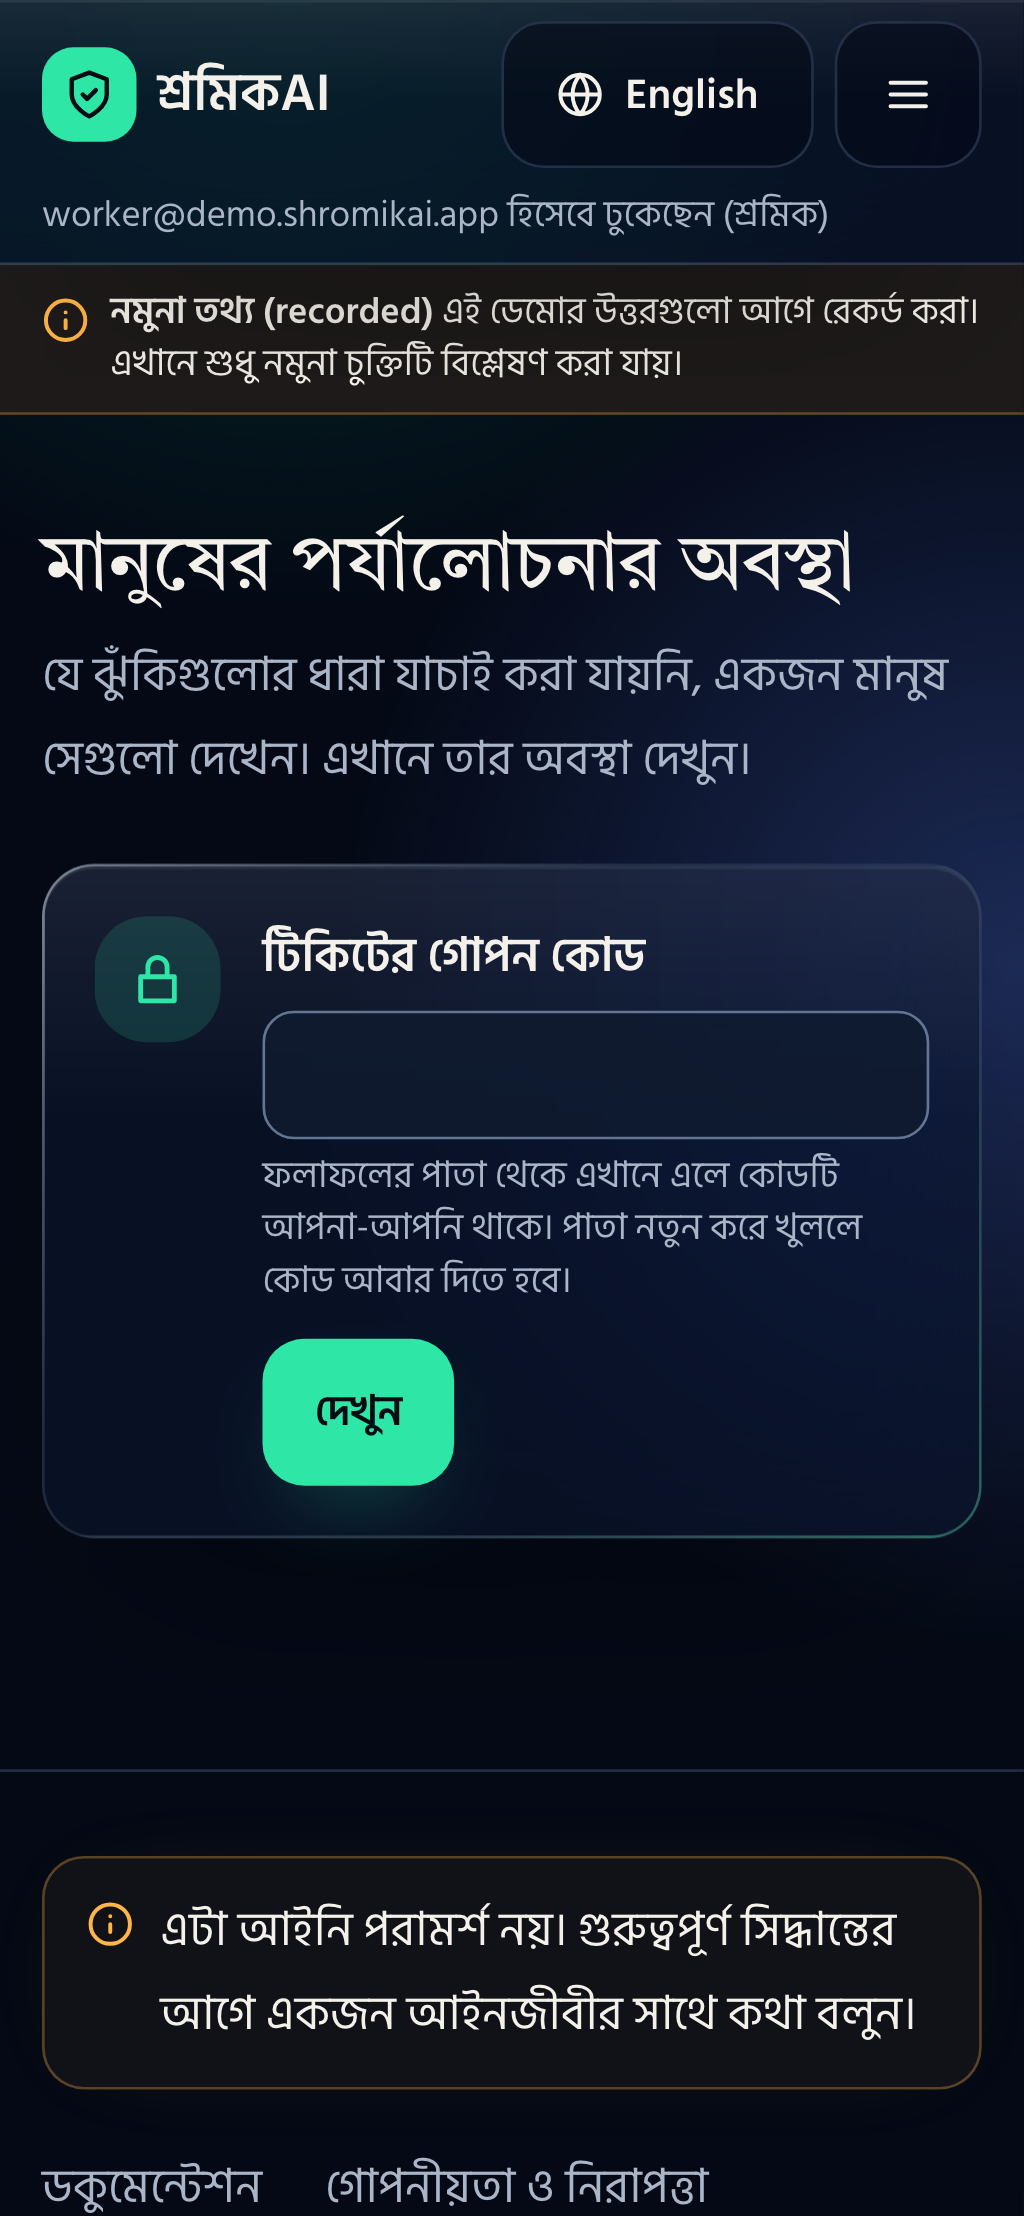 শ্রমিকAI
English
worker@demo.shromikai.app হিসেবে ঢুকেছেন (শ্রমিক)
নমুনা তথ্য (recorded) এই ডেমোর উত্তরগুলো আগে রেকর্ড করা।
এখানে শুধু নমুনা চুক্তিটি বিশ্লেষণ করা যায়।
মানুষের পর্যালোচনার অবস্থা
যে ঝুঁকিগুলোর ধারা যাচাই করা যায়নি, একজন মানুষ
সেগুলো দেখেন। এখানে তার অবস্থা দেখুন।
টিকিটের গোপন কোড
ফলাফলের পাতা থেকে এখানে এলে কোডটি
আপনা-আপনি থাকে। পাতা নতুন করে খুললে
কোড আবার দিতে হবে।
দেখুন
এটা আইনি পরামর্শ নয়। গুরুত্বপূর্ণ সিদ্ধান্তের
আগে একজন আইনজীবীর সাথে কথা বলুন।
ডকুমেন্টেশন গোপনীয়তা ও নিরাপত্তা